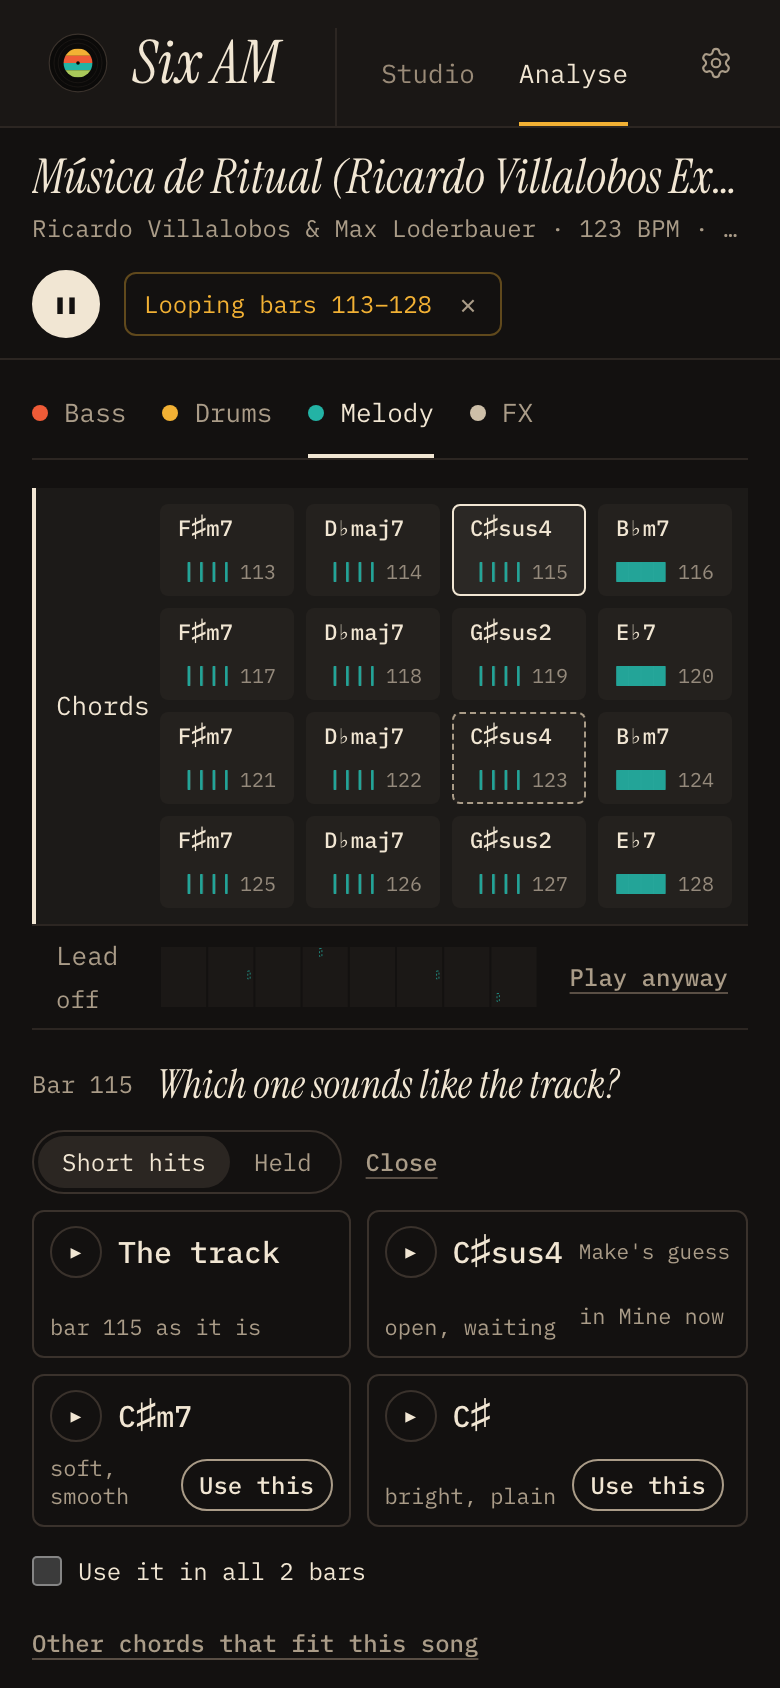 Six AM
Studio
Analyse
Música de Ritual (Ricardo Villalobos Ex…
Ricardo Villalobos & Max Loderbauer · 123 BPM · …
Looping bars 113–128 ×
Bass
Drums
Melody
FX
Chords
F♯m7
113
D♭maj7
114
C♯sus4
115
B♭m7
116
F♯m7
117
D♭maj7
118
G♯sus2
119
E♭7
120
F♯m7
121
D♭maj7
122
C♯sus4
123
B♭m7
124
F♯m7
125
D♭maj7
126
G♯sus2
127
E♭7
128
Lead
off
Play anyway
Bar 115
Which one sounds like the track?
Short hits
Held
Close
The track
bar 115 as it is
C♯sus4
Make's guess
open, waiting
in Mine now
C♯m7
soft,
smooth
Use this
C♯
bright, plain
Use this
Use it in all 2 bars
Other chords that fit this song